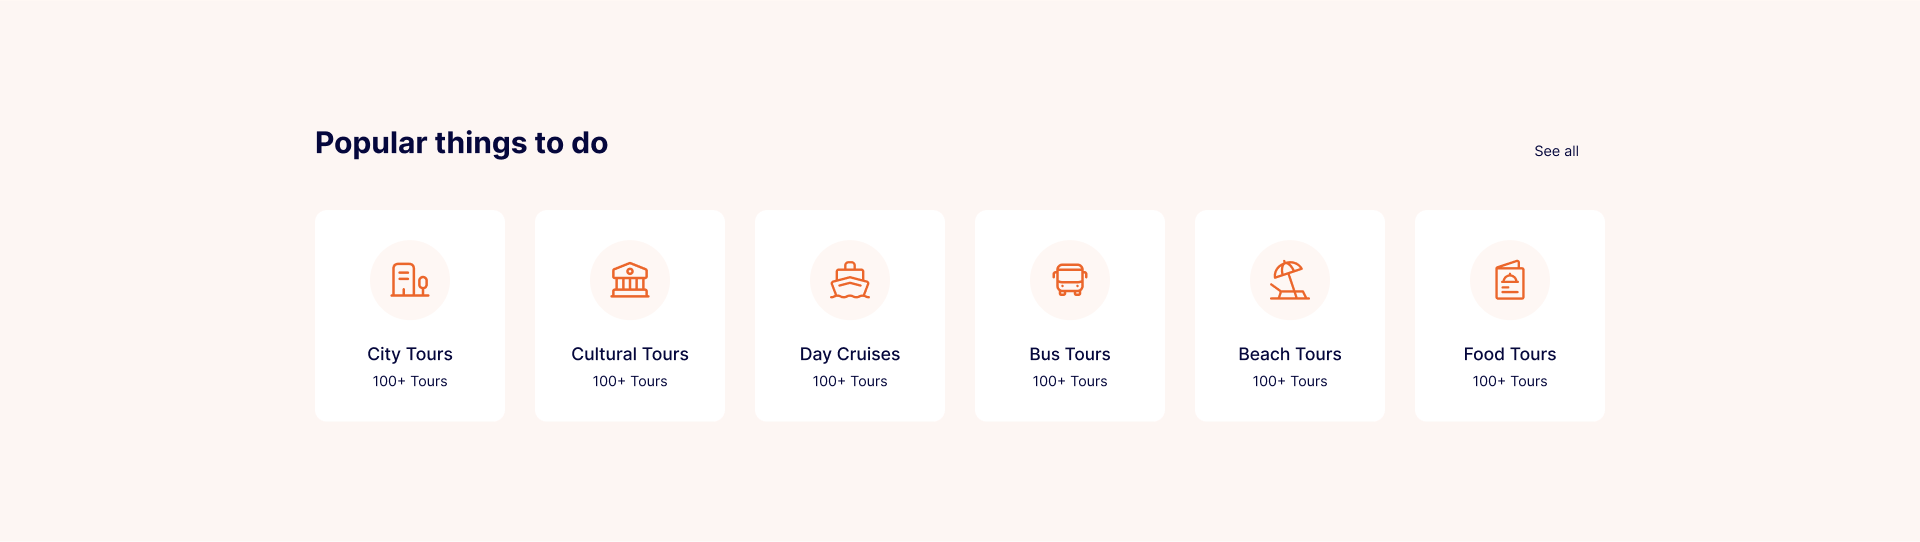 Popular things to do
See all
City Tours
100+ Tours
Cultural Tours
100+ Tours
Day Cruises
100+ Tours
Bus Tours
100+ Tours
Beach Tours
100+ Tours
Food Tours
100+ Tours